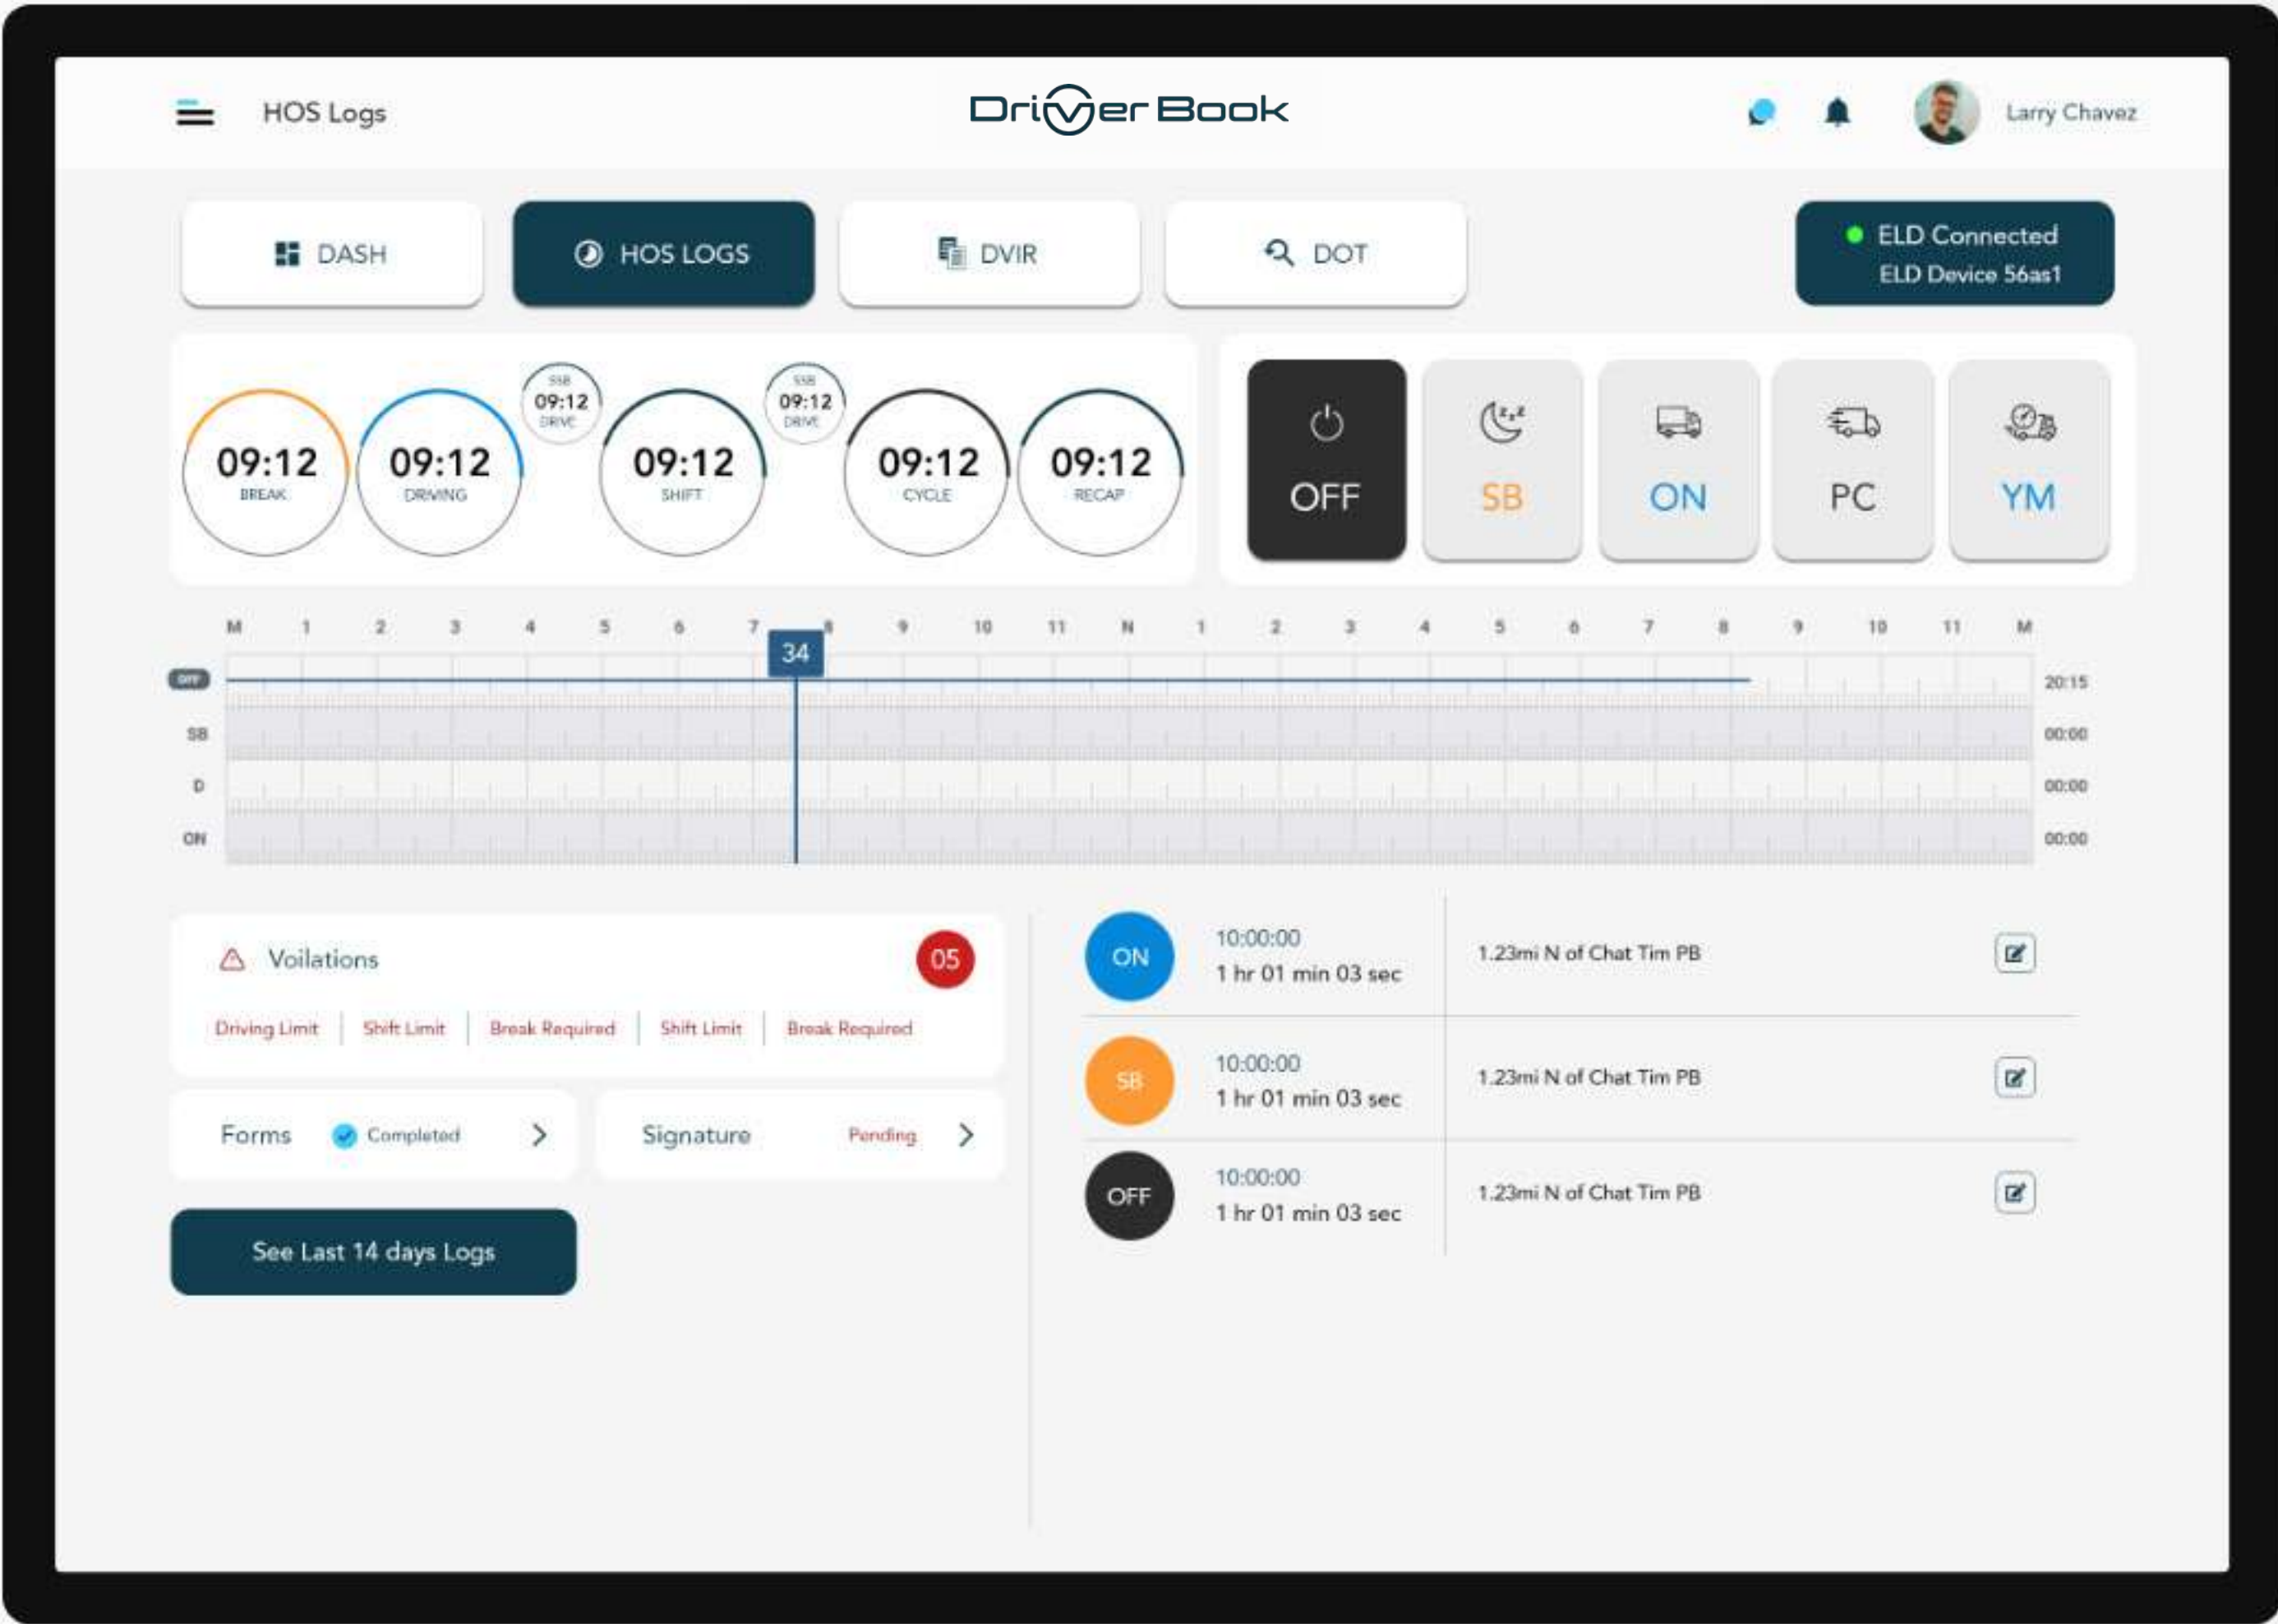 HOS Logs
DriverBook
Larry Chavez
DASH
HOS LOGS
DVIR
DOT
ELD Connected
ELD Device 56as1
09:12
BREAK
09:12
DRIVING
SSB
09:12
DRIVE
09:12
SHIFT
SSB
09:12
DRIVE
09:12
CYCLE
09:12
RECAP
OFF
SB
ON
PC
YM
M 1 2 3 4 5 6 7 8 9 10 11 N 1 2 3 4 5 6 7 8 9 10 11 M
34
OFF 20:15
SB 00:00
D 00:00
ON 00:00
Voilations
05
Driving Limit Shift Limit Break Required Shift Limit Break Required
Forms Completed
Signature Pending
See Last 14 days Logs
ON
10:00:00
1 hr 01 min 03 sec
1.23mi N of Chat Tim PB
SB
10:00:00
1 hr 01 min 03 sec
1.23mi N of Chat Tim PB
OFF
10:00:00
1 hr 01 min 03 sec
1.23mi N of Chat Tim PB